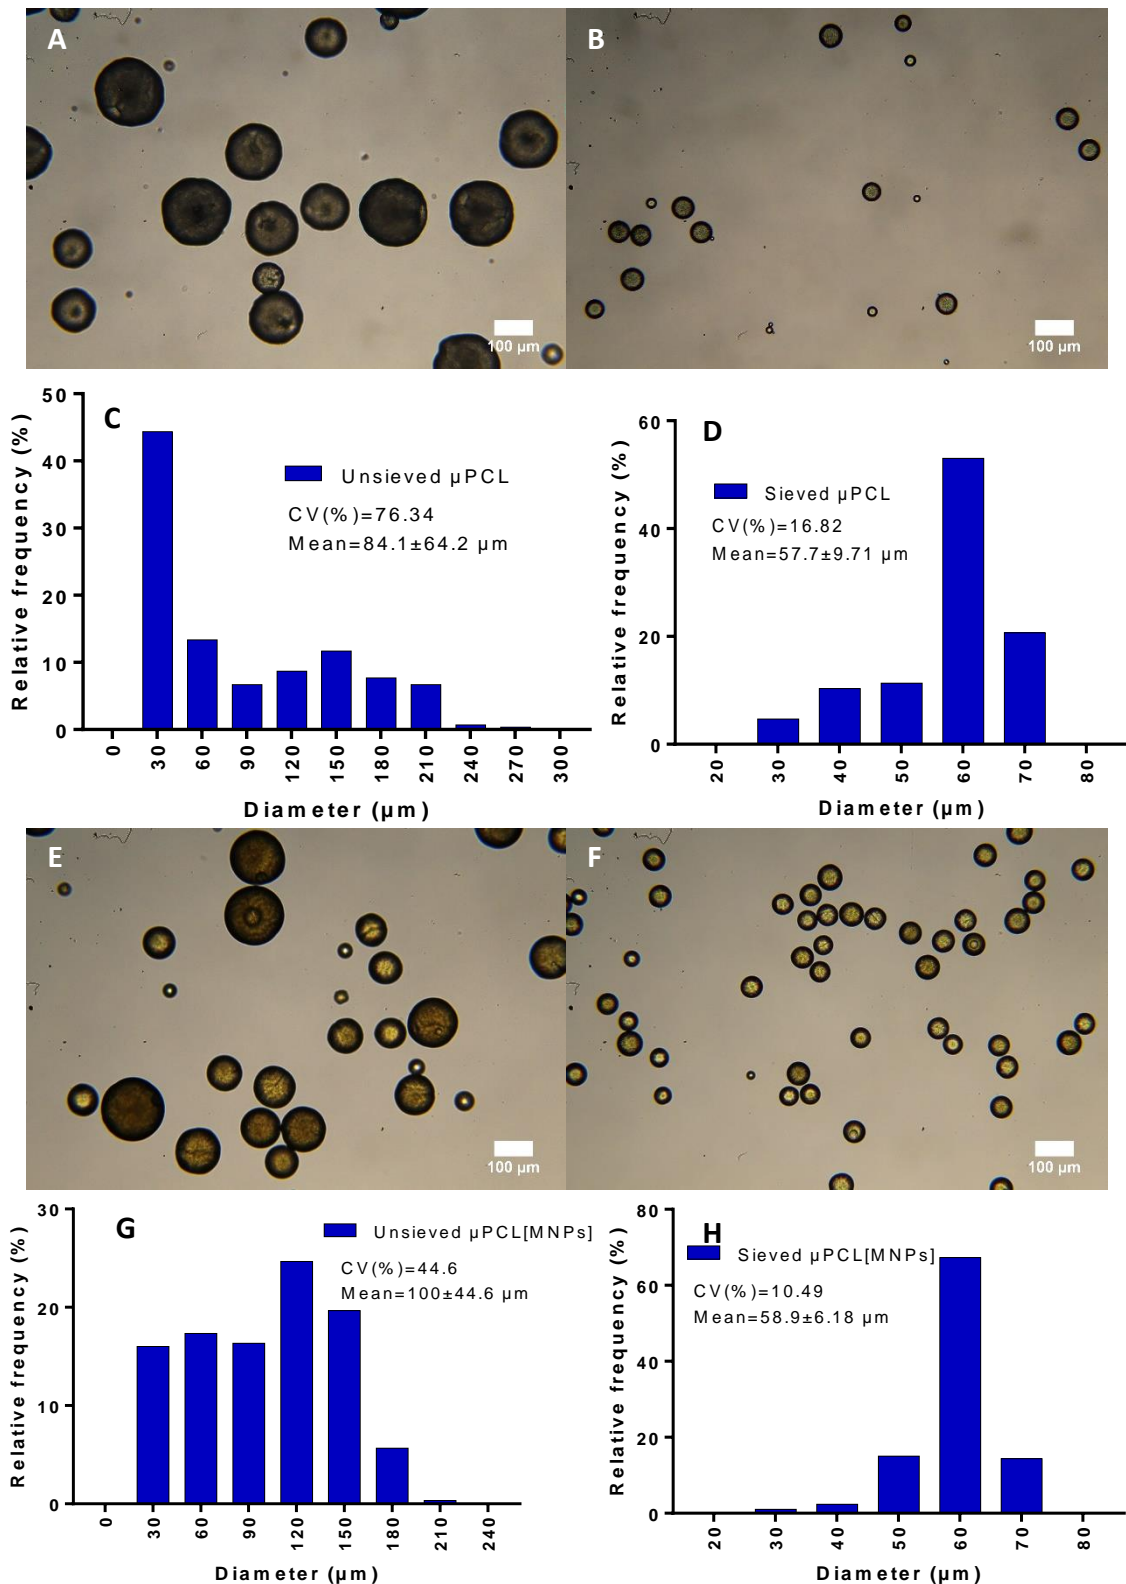 A
B
100 µm
100 µm
C
50
40
30
20
10
0
Relative frequency (%)
Unsieved µPCL
CV(%)=76.34
Mean=84.1±64.2 µm
0 30 60 90 120 150 180 210 240 270 300
Diameter (µm)
D
60
40
20
0
Relative frequency (%)
Sieved µPCL
CV(%)=16.82
Mean=57.7±9.71 µm
20 30 40 50 60 70 80
Diameter (µm)
E
F
100 µm
100 µm
G
30
20
10
0
Relative frequency (%)
Unsieved µPCL[MNPs]
CV(%)=44.6
Mean=100±44.6 µm
0 30 60 90 120 150 180 210 240
Diameter (µm)
H
80
60
40
20
0
Relative frequency (%)
Sieved µPCL[MNPs]
CV(%)=10.49
Mean=58.9±6.18 µm
20 30 40 50 60 70 80
Diameter (µm)